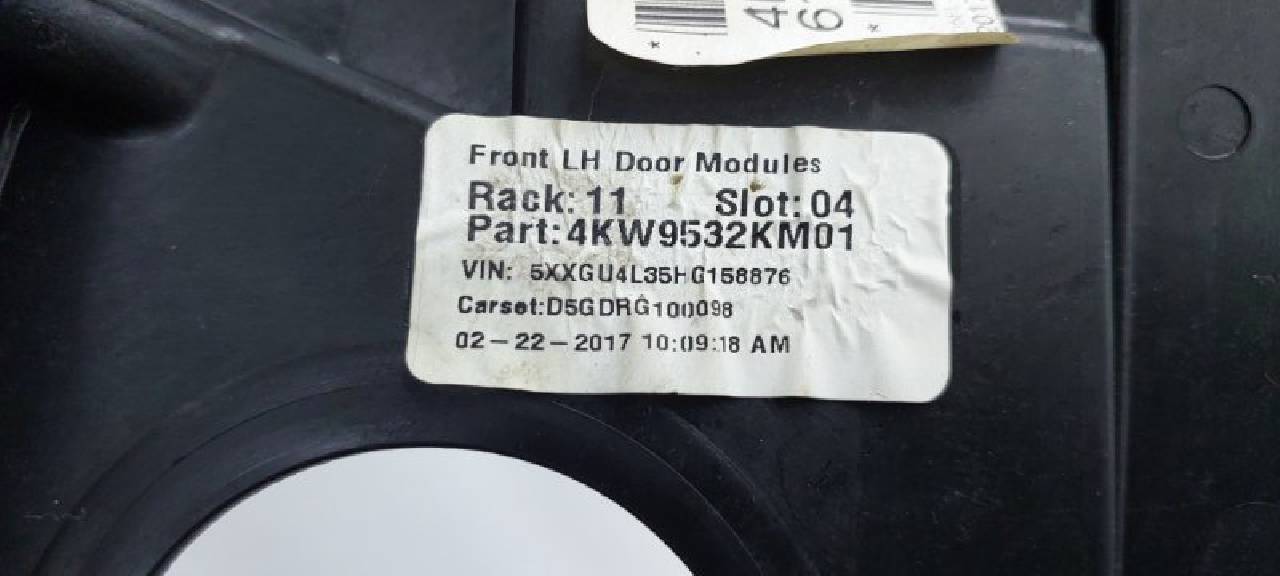 Front LH Door Modules
Rack: 11 Slot: 04
Part:4KW9532KM01
VIN: 5XXGU4L35HG158876
Carset:D5GDRG100098
02-22-2017 10:09:18 AM